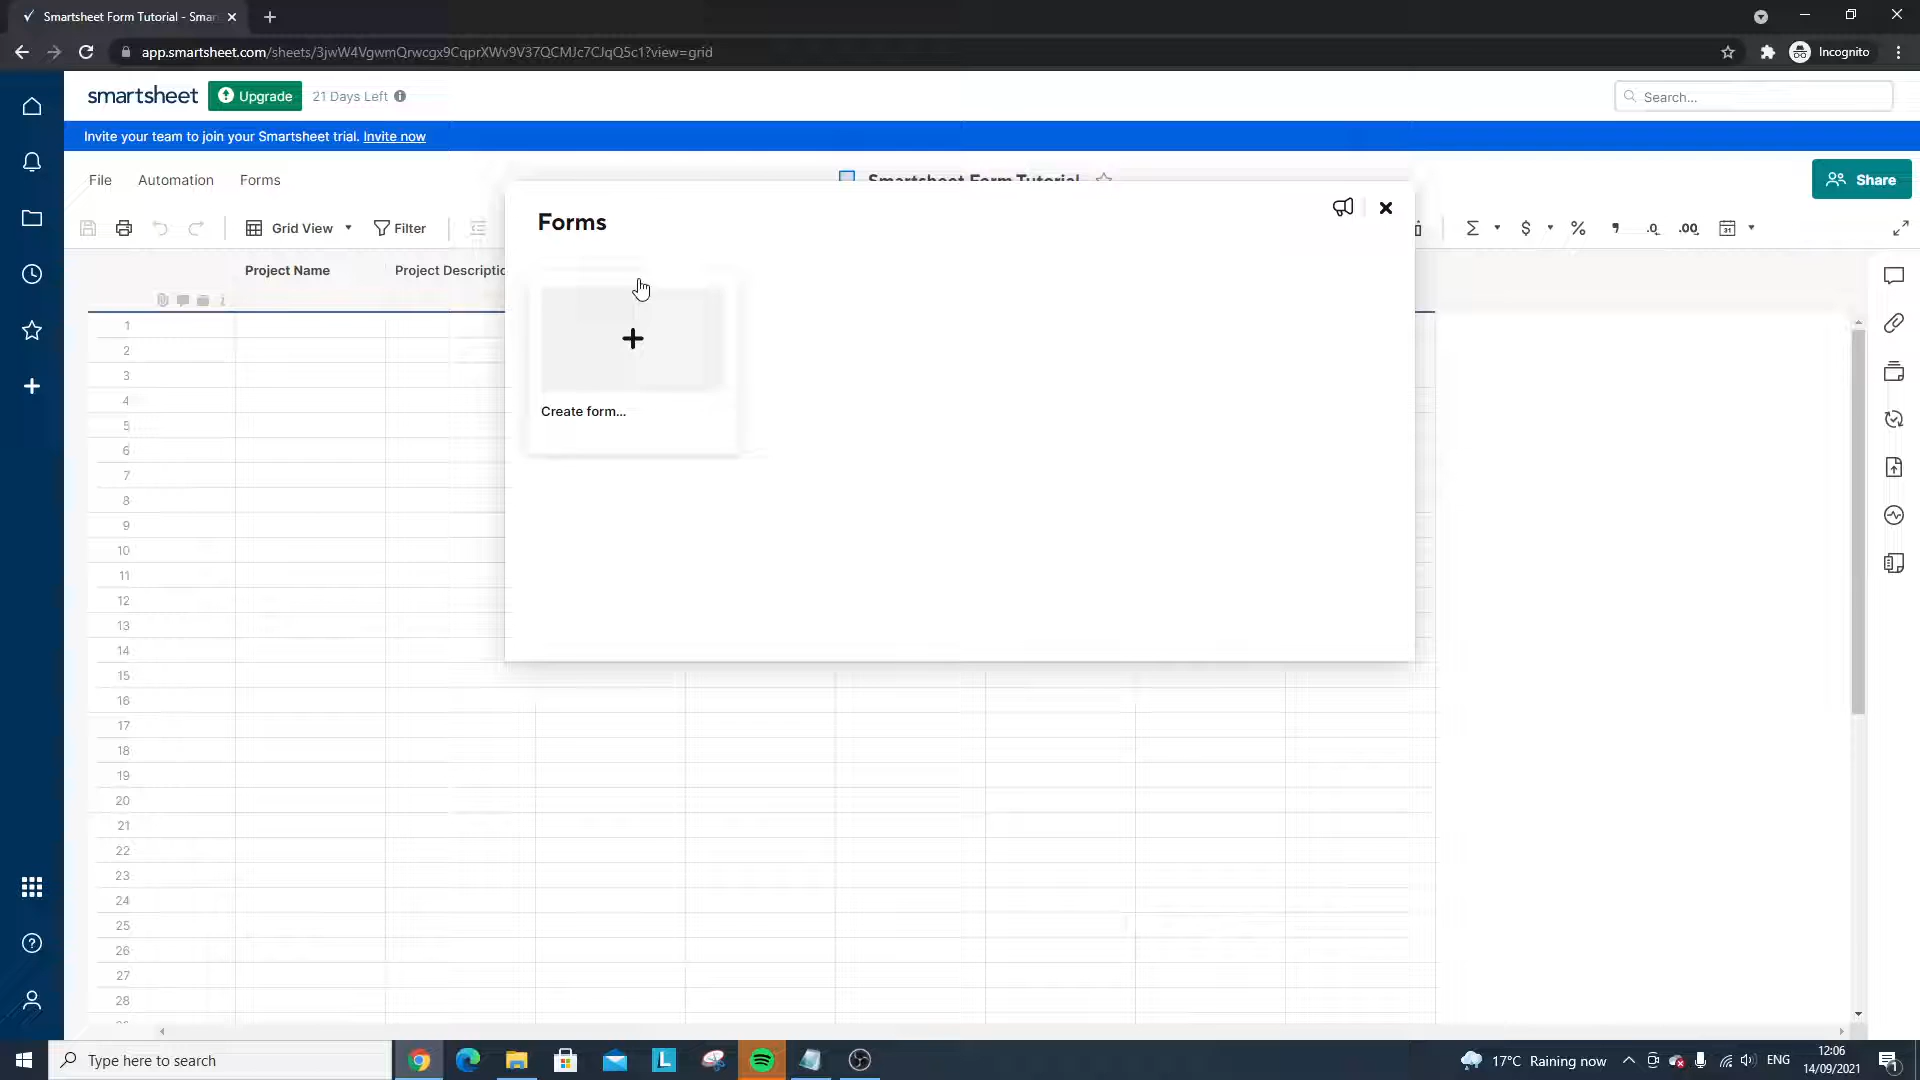 Smartsheet Form Tutorial - Smar
app.smartsheet.com/sheets/3jwW4VgwmQrwcgx9CqprXWv9V37QCMJc7CJqQ5c1?view=grid
Incognito
smartsheet
Upgrade
21 Days Left
Search...
Invite your team to join your Smartsheet trial. Invite now
File
Automation
Forms
Smartsheet Form Tutorial
Share
Grid View
Filter
Forms
Project Name
Project Descriptio
Create form...
1
2
3
4
5
6
7
8
9
10
11
12
13
14
15
16
17
18
19
20
21
22
23
24
25
26
27
28
Type here to search
17°C Raining now
ENG
12:06
14/09/2021